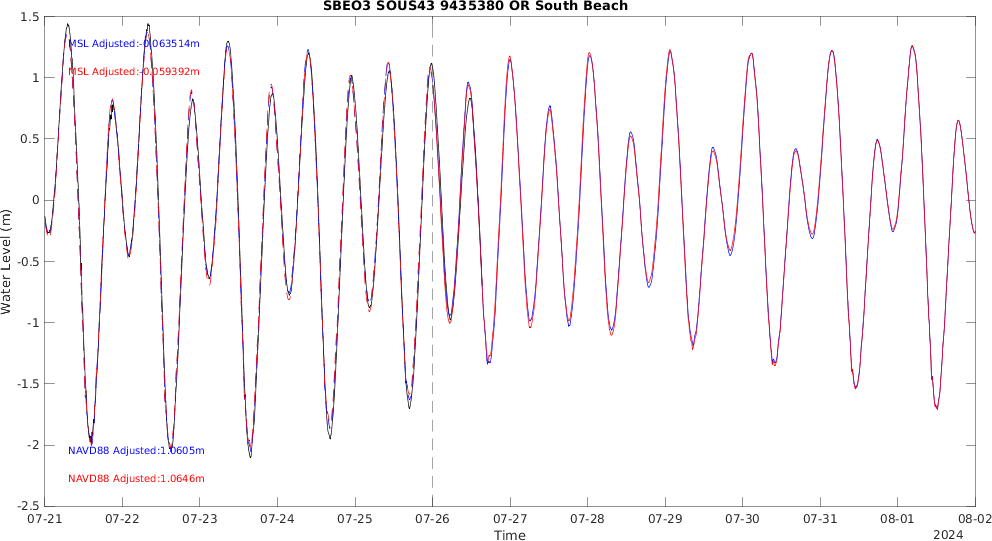 SBEO3 SOUS43 9435380 OR South Beach
1.5
MSL Adjusted:-0.063514m
MSL Adjusted:-0.059392m
1
0.5
0
Water Level (m)
-0.5
-1
-1.5
-2
NAVD88 Adjusted:1.0605m
NAVD88 Adjusted:1.0646m
-2.5
07-21 07-22 07-23 07-24 07-25 07-26 07-27 07-28 07-29 07-30 07-31 08-01 08-02
Time
2024